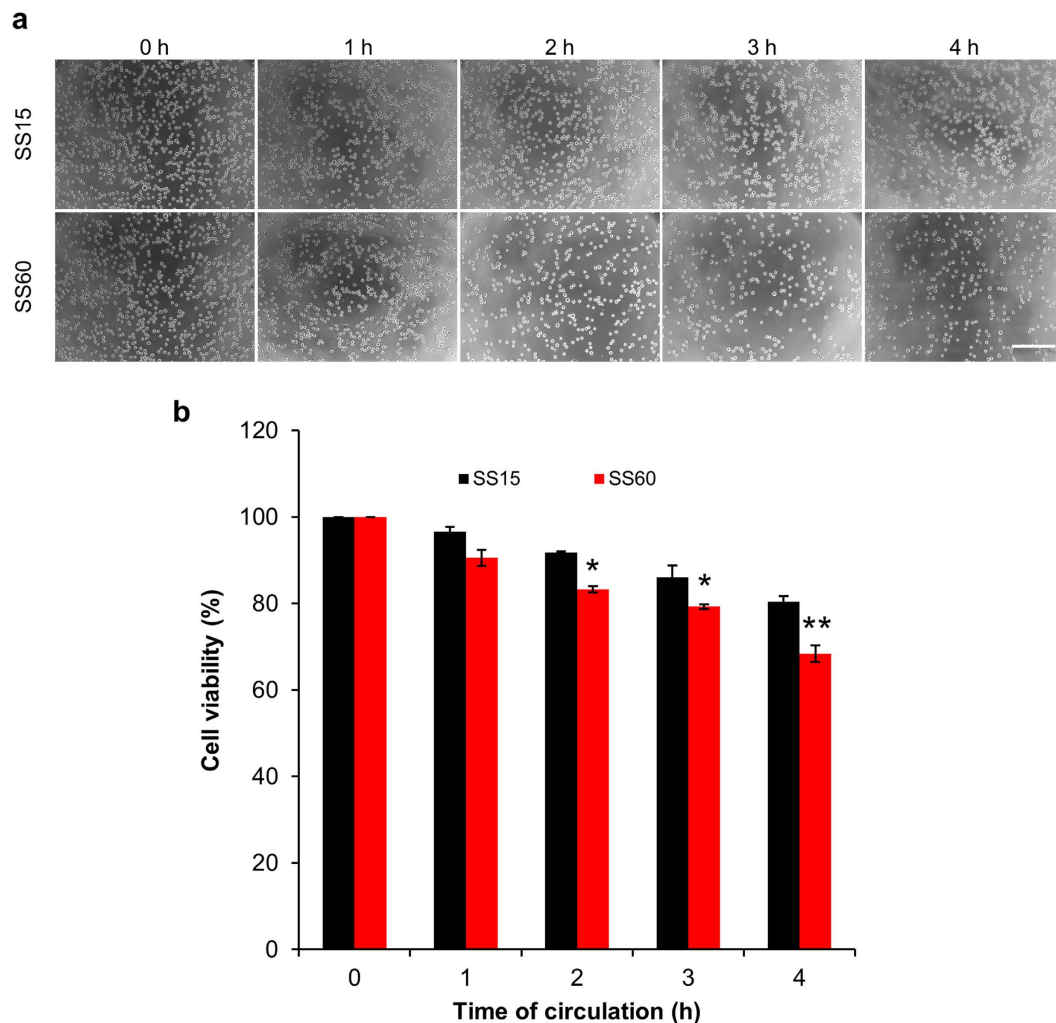 a
0 h 1 h 2 h 3 h 4 h
SS15
SS60
b
120
SS15 SS60
100
80
60
40
20
0
* * **
0 1 2 3 4
Cell viability (%)
Time of circulation (h)